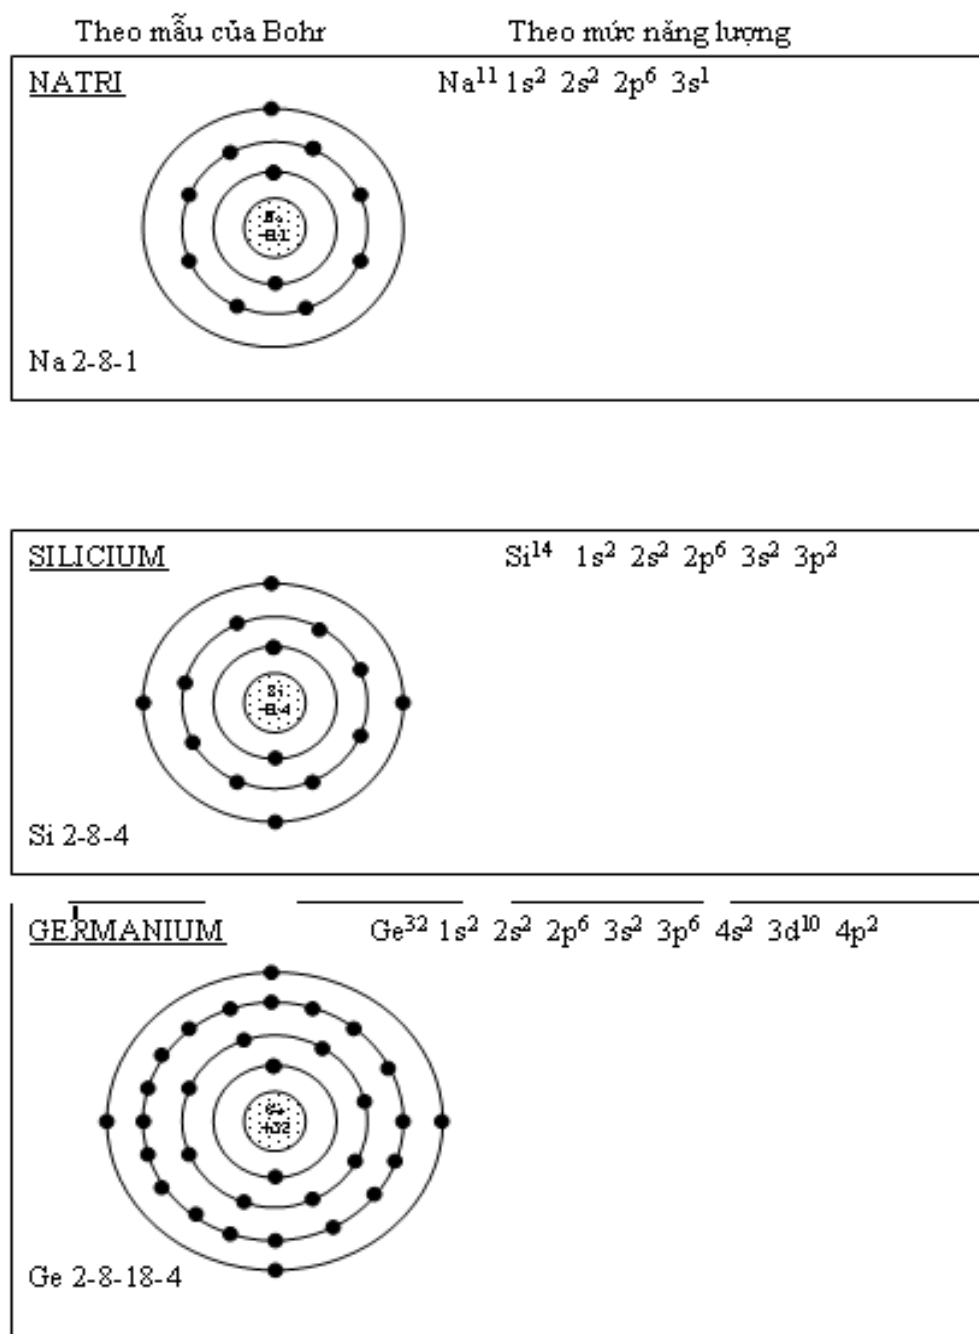 Theo mẫu của Bohr Theo mức năng lượng
NATRI Na¹¹ 1s² 2s² 2p⁶ 3s¹
Na 2-8-1
SILICIUM Si¹⁴ 1s² 2s² 2p⁶ 3s² 3p²
Si
Si 2-8-4
GERMANIUM Ge³² 1s² 2s² 2p⁶ 3s² 3p⁶ 4s² 3d¹⁰ 4p²
+32
Ge 2-8-18-4